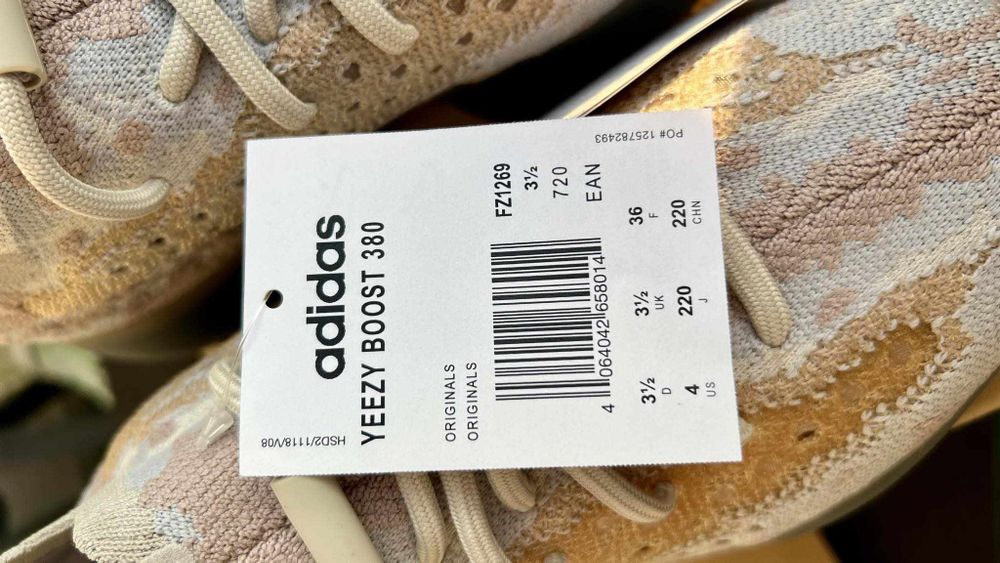 adidas
YEEZY BOOST 380
ORIGINALS
ORIGINALS
FZ1269
3½
720
EAN
4 064042 658014
3½ D
3½ UK
36 F
4 US
220 J
220 CHN
HSD2/1118/V08
PO# 125782493